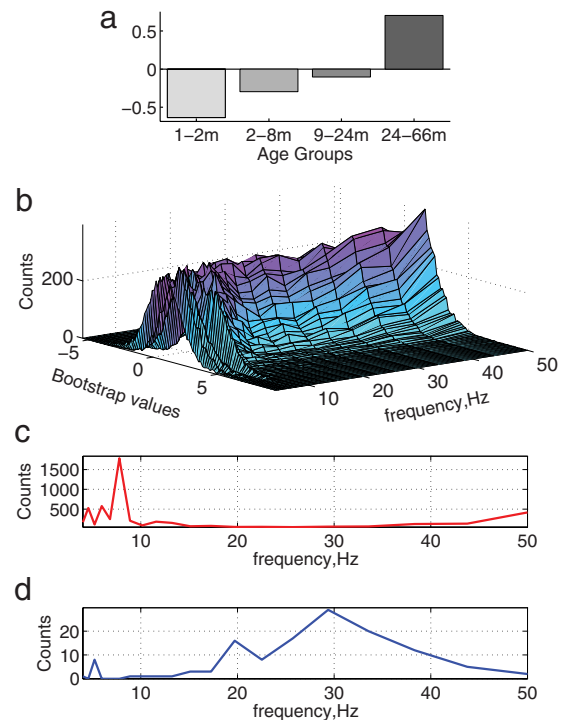 a
0.5
0
−0.5
1−2m 2−8m 9−24m 24−66m
Age Groups
b
Counts
200
0
−5
0
5
Bootstrap values
10
20
30
40
50
frequency,Hz
c
Counts
1500
1000
500
10 20 30 40 50
frequency,Hz
d
Counts
20
10
0
10 20 30 40 50
frequency,Hz